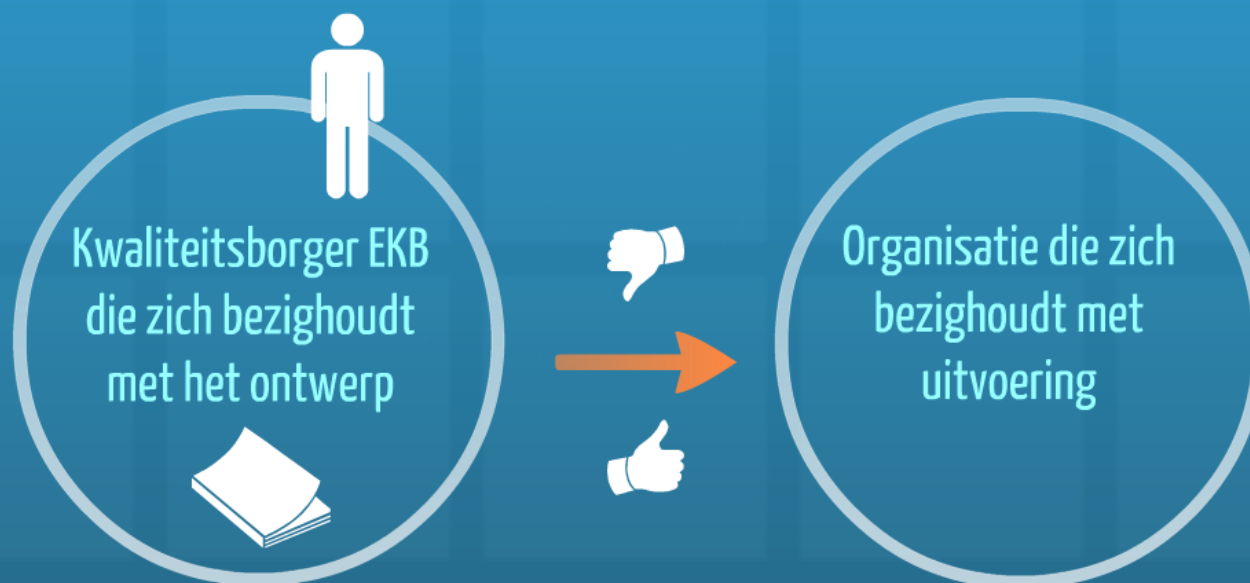 Kwaliteitsborger EKB
die zich bezighoudt
met het ontwerp
Organisatie die zich
bezighoudt met
uitvoering